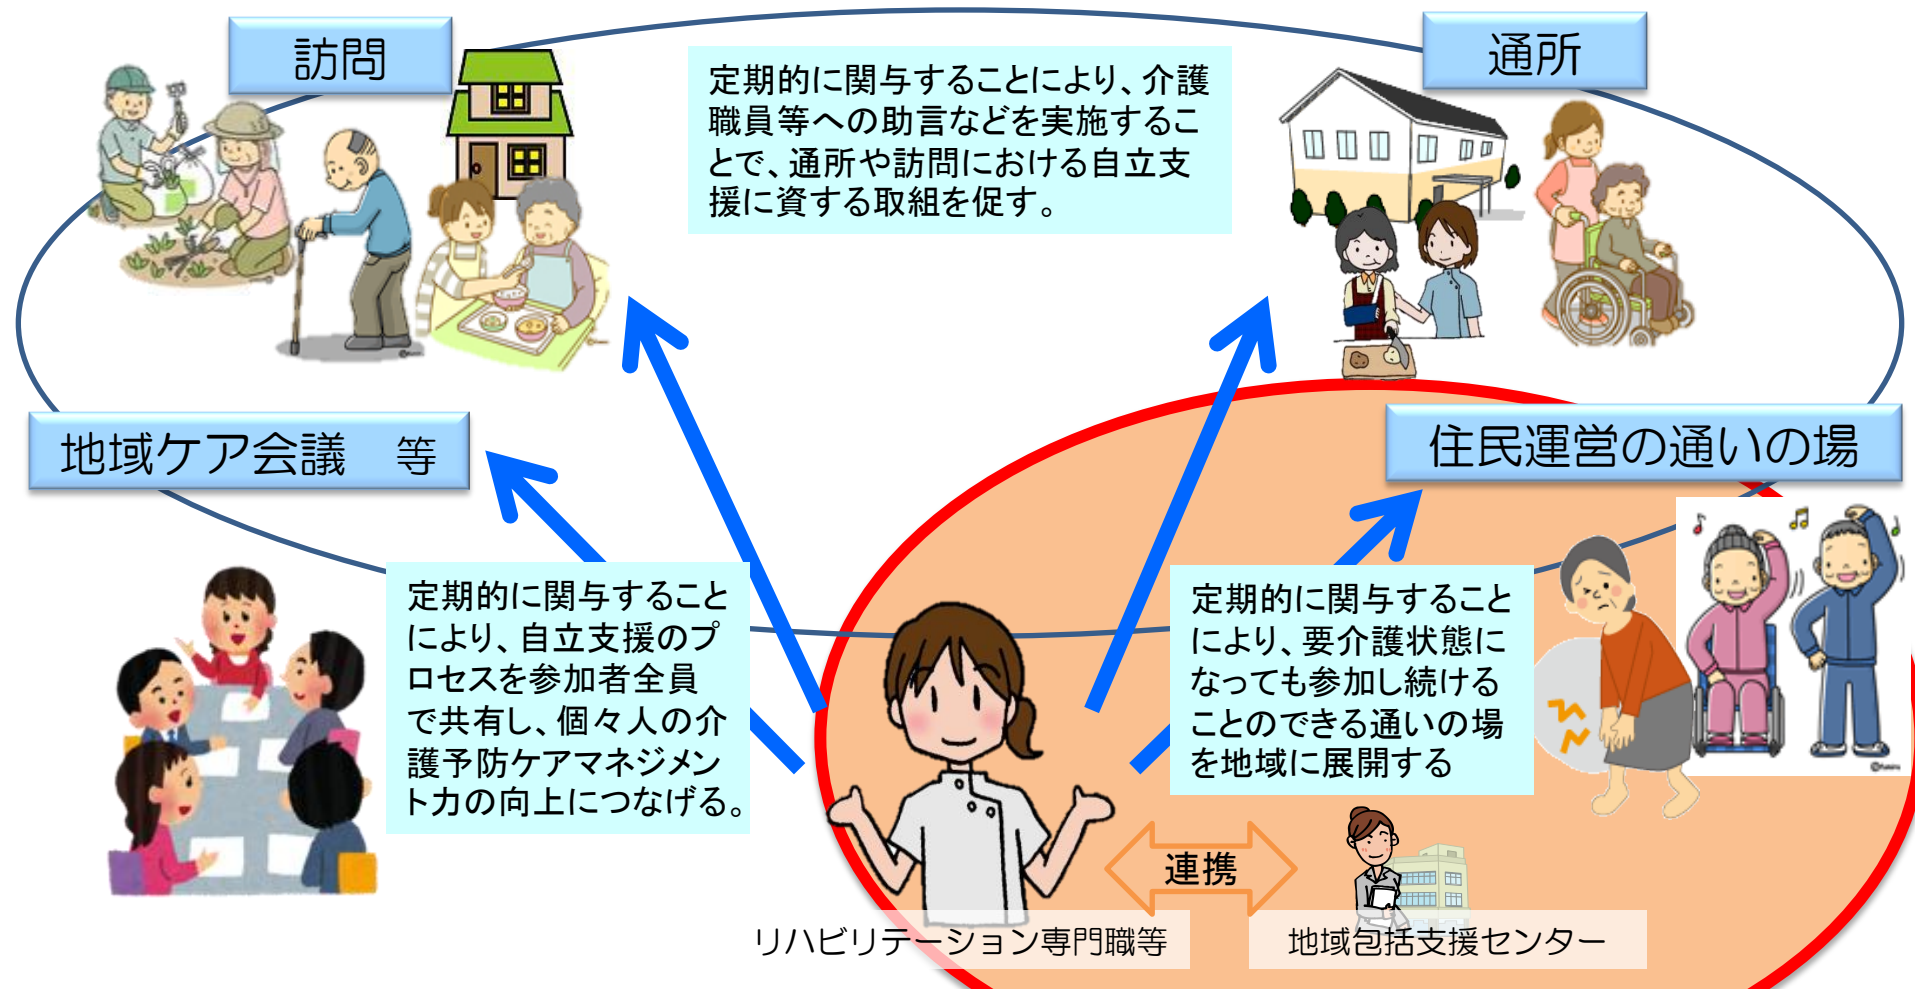 訪問
通所
定期的に関与することにより、介護
職員等への助言などを実施するこ
とで、通所や訪問における自立支
援に資する取組を促す。
地域ケア会議　等
住民運営の通いの場
定期的に関与すること
により、自立支援のプ
ロセスを参加者全員
で共有し、個々人の介
護予防ケアマネジメン
ト力の向上につなげる。
定期的に関与すること
により、要介護状態に
なっても参加し続ける
ことのできる通いの場
を地域に展開する
連携
リハビリテーション専門職等
地域包括支援センター